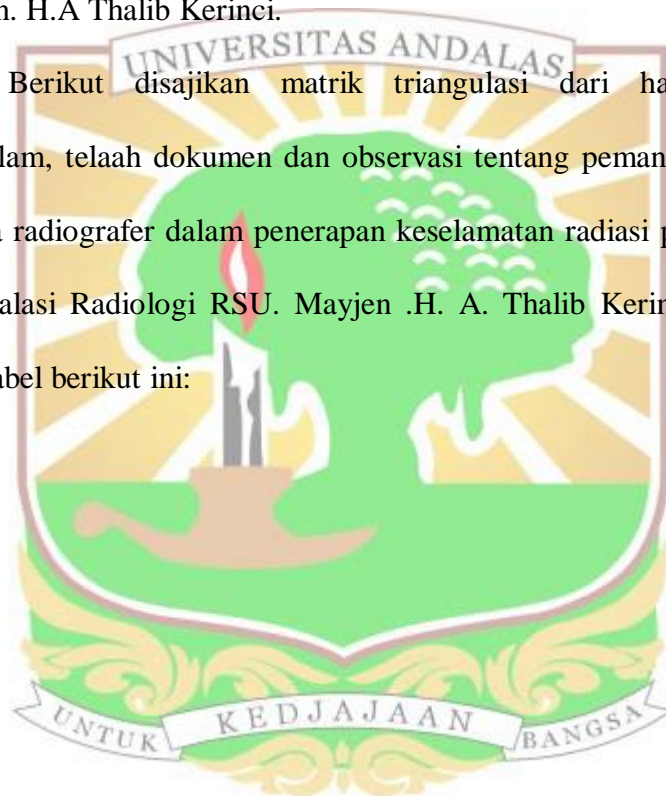 n. H.A Thalib Kerinci.
UNIVERSITAS ANDALAS
Berikut disajikan matrik triangulasi dari ha
lam, telaah dokumen dan observasi tentang peman
radiografer dalam penerapan keselamatan radiasi p
alasi Radiologi RSU. Mayjen .H. A. Thalib Kerin
abel berikut ini:
UNTUK KEDJAJAAN BANGSA